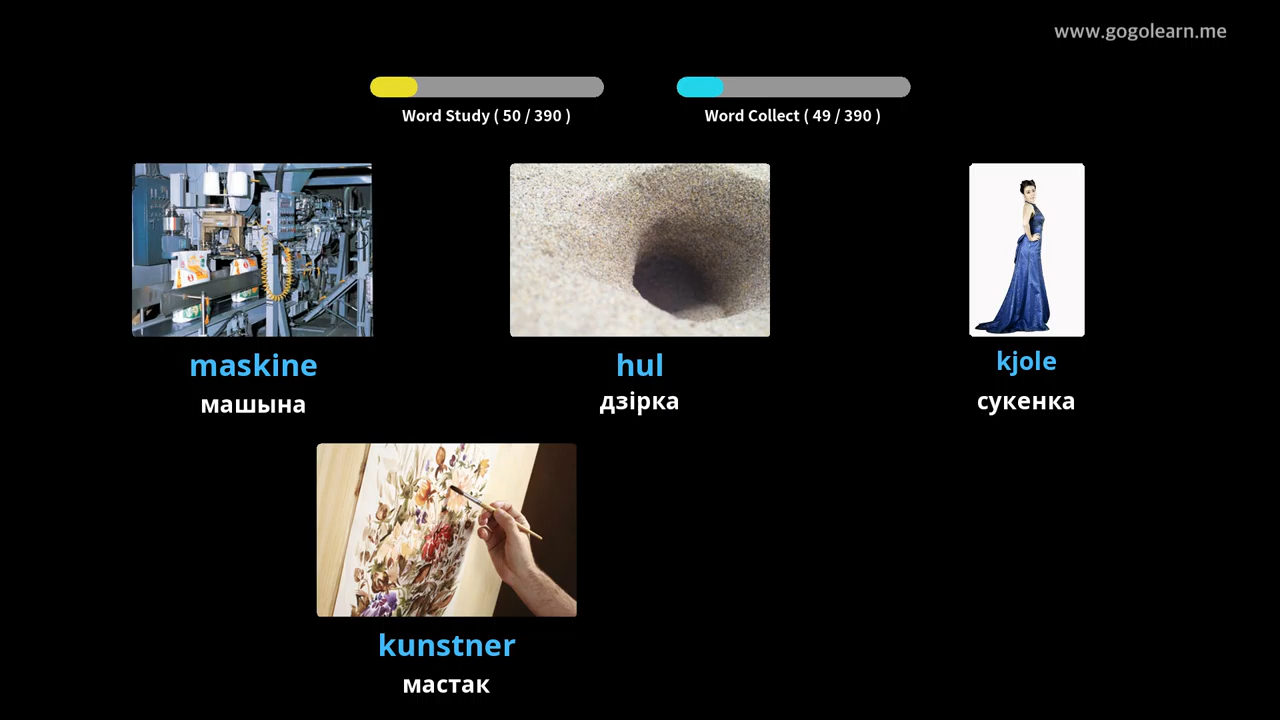 www.gogolearn.me
Word Study ( 50 / 390 )
Word Collect ( 49 / 390 )
maskine
машына
hul
дзірка
kjole
сукенка
kunstner
мастак